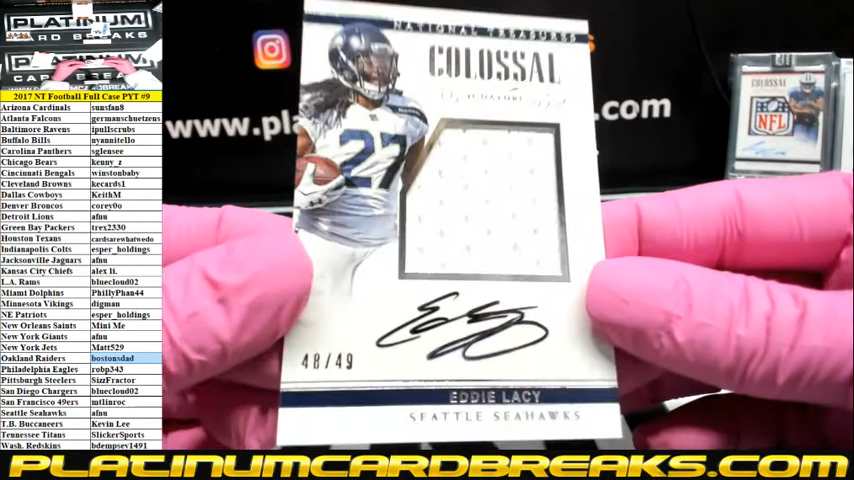 PLATINUM
CARD BREAKS
PLATINUM
2017 NT Football Full Case PYT #9
Arizona Cardinals sunsfan8
Atlanta Falcons germanschuetzens
Baltimore Ravens ipullscrubs
Buffalo Bills nyannitello
Carolina Panthers sglensee
Chicago Bears kenny_z
Cincinnati Bengals winstonbaby
Cleveland Browns kecards1
Dallas Cowboys KeithM
Denver Broncos corey0o
Detroit Lions afnu
Green Bay Packers trex2330
Houston Texans cardsarewhatwedo
Indianapolis Colts esper_holdings
Jacksonville Jaguars afnu
Kansas City Chiefs alex li.
L.A. Rams bluecloud02
Miami Dolphins PhillyPhan44
Minnesota Vikings digman
NE Patriots esper_holdings
New Orleans Saints Mini Me
New York Giants afnu
New York Jets Matt529
Oakland Raiders bostonsdad
Philadelphia Eagles robp343
Pittsburgh Steelers SizzFractor
San Diego Chargers bluecloud02
San Francisco 49ers mtlinroc
Seattle Seahawks afnu
T.B. Buccaneers Kevin Lee
Tennessee Titans SlickerSports
Wash. Redskins bdempsey1491
www.pla
s.com
NATIONAL TREASURES
COLOSSAL
27
48/49
EDDIE LACY
SEATTLE SEAHAWKS
COLOSSAL
NFL
PLATINUMCARDBREAKS.COM